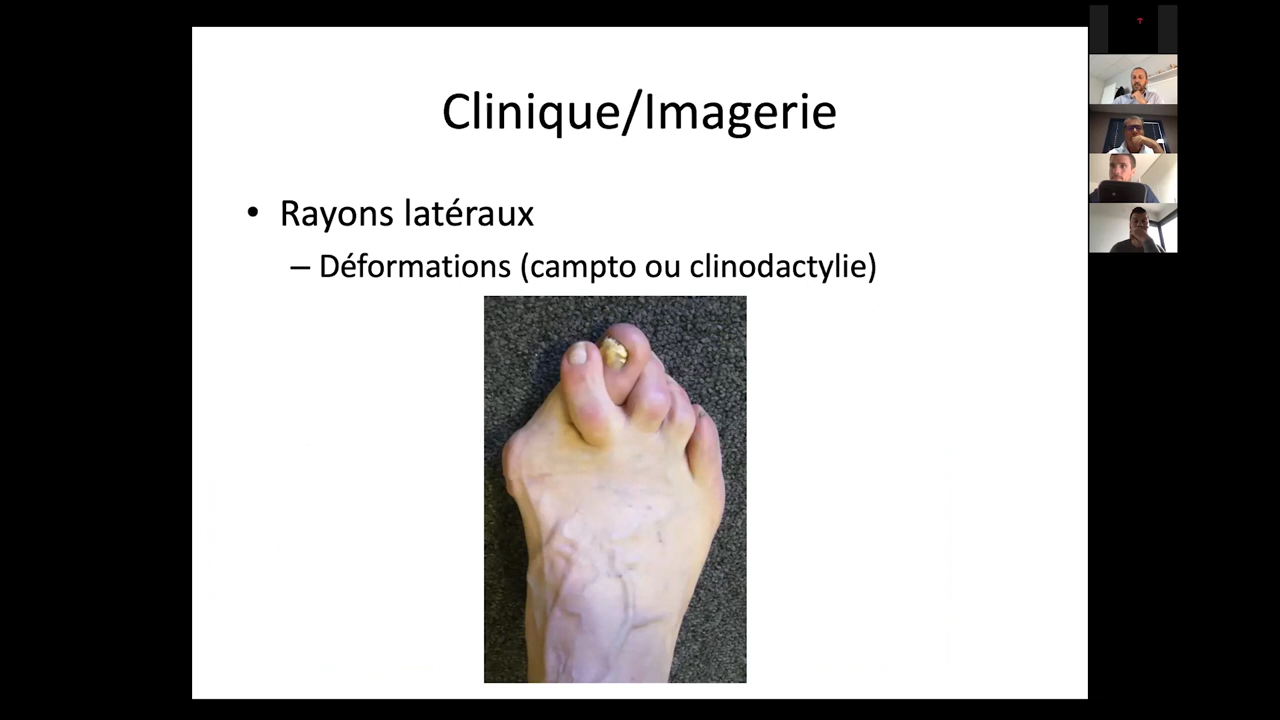 Clinique/Imagerie
• Rayons latéraux
– Déformations (campto ou clinodactylie)